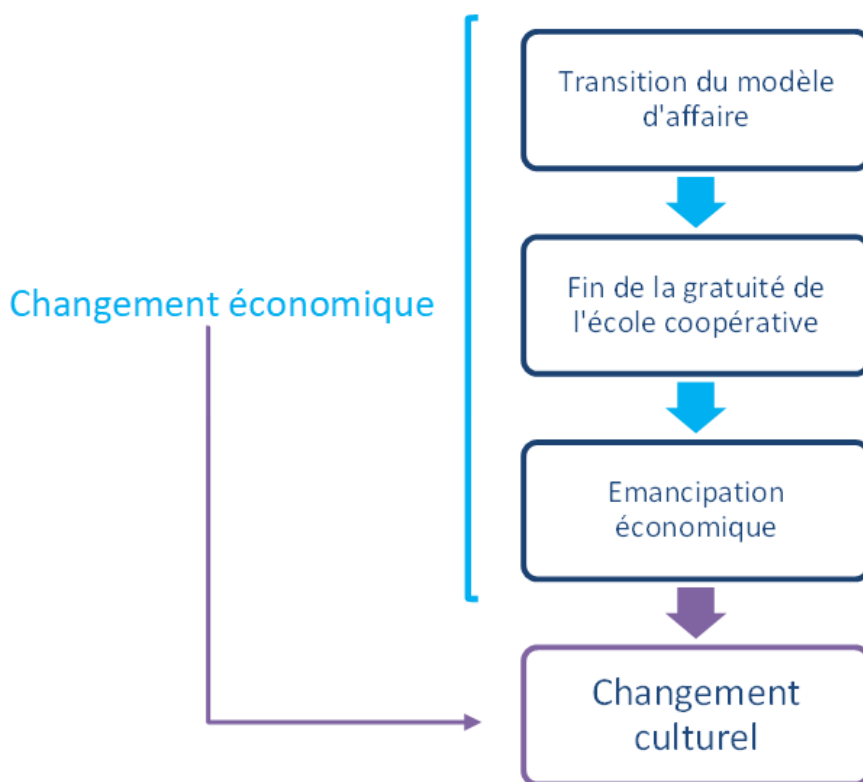 Transition du modèle
d'affaire
Fin de la gratuité de
l'école coopérative
Changement économique
Emancipation
économique
Changement
culturel